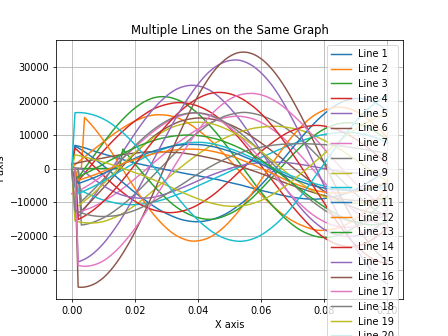 Multiple Lines on the Same Graph
30000
20000
10000
0
−10000
−20000
−30000
0.00
0.02
0.04
0.06
X axis
Line 1
Line 2
Line 3
Line 4
Line 5
Line 6
Line 7
Line 8
Line 9
Line 10
Line 11
Line 12
Line 13
Line 14
Line 15
Line 16
Line 17
Line 18
Line 19
Line 20